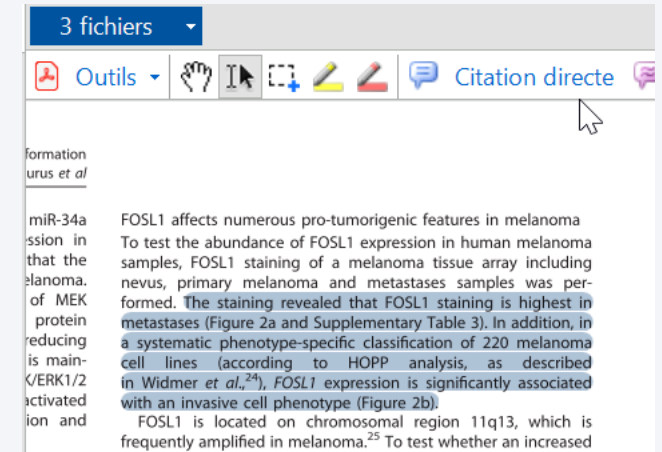 3 fichiers
Outils
Citation directe
formation
urus et al
miR-34a
ssion in
that the
elanoma.
of MEK
protein
reducing
is main-
K/ERK1/2
activated
ion and
FOSL1 affects numerous pro-tumorigenic features in melanoma
To test the abundance of FOSL1 expression in human melanoma
samples, FOSL1 staining of a melanoma tissue array including
nevus, primary melanoma and metastases samples was per-
formed. The staining revealed that FOSL1 staining is highest in
metastases (Figure 2a and Supplementary Table 3). In addition, in
a systematic phenotype-specific classification of 220 melanoma
cell lines (according to HOPP analysis, as described
in Widmer et al.,²⁴), FOSL1 expression is significantly associated
with an invasive cell phenotype (Figure 2b).
FOSL1 is located on chromosomal region 11q13, which is
frequently amplified in melanoma.²⁵ To test whether an increased